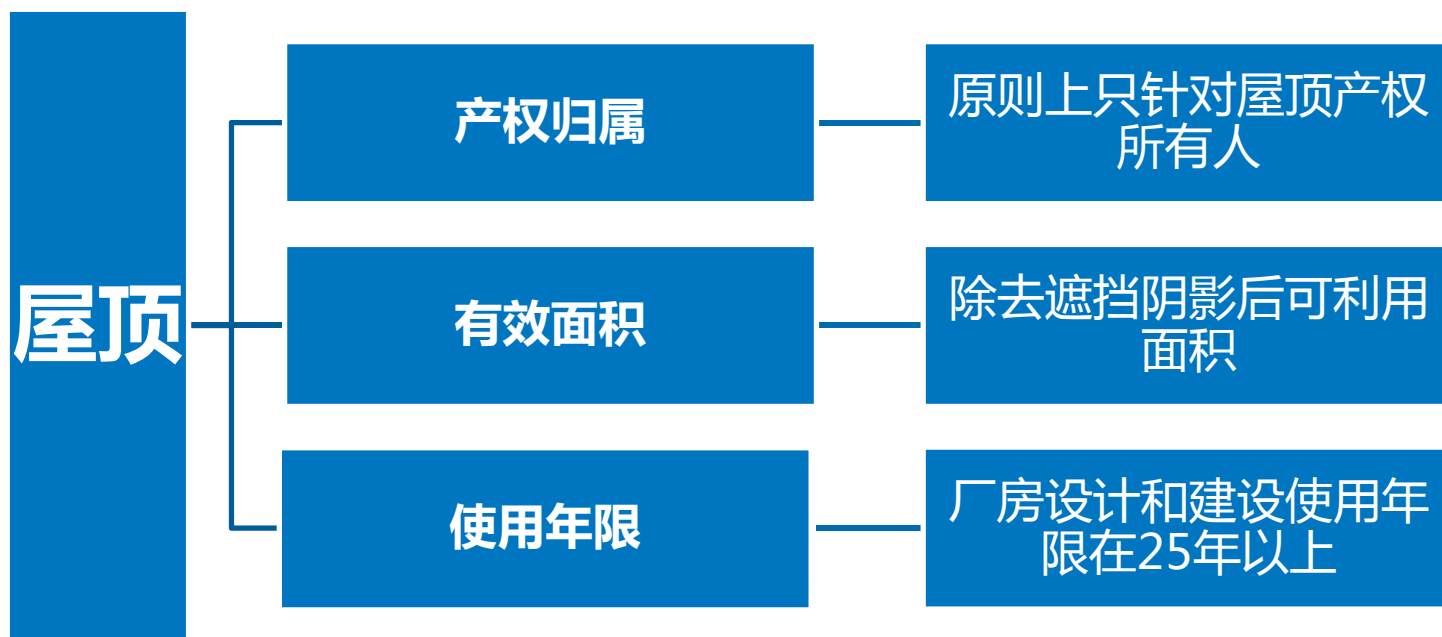 屋顶
产权归属
原则上只针对屋顶产权
所有人
有效面积
除去遮挡阴影后可利用
面积
使用年限
厂房设计和建设使用年
限在25年以上